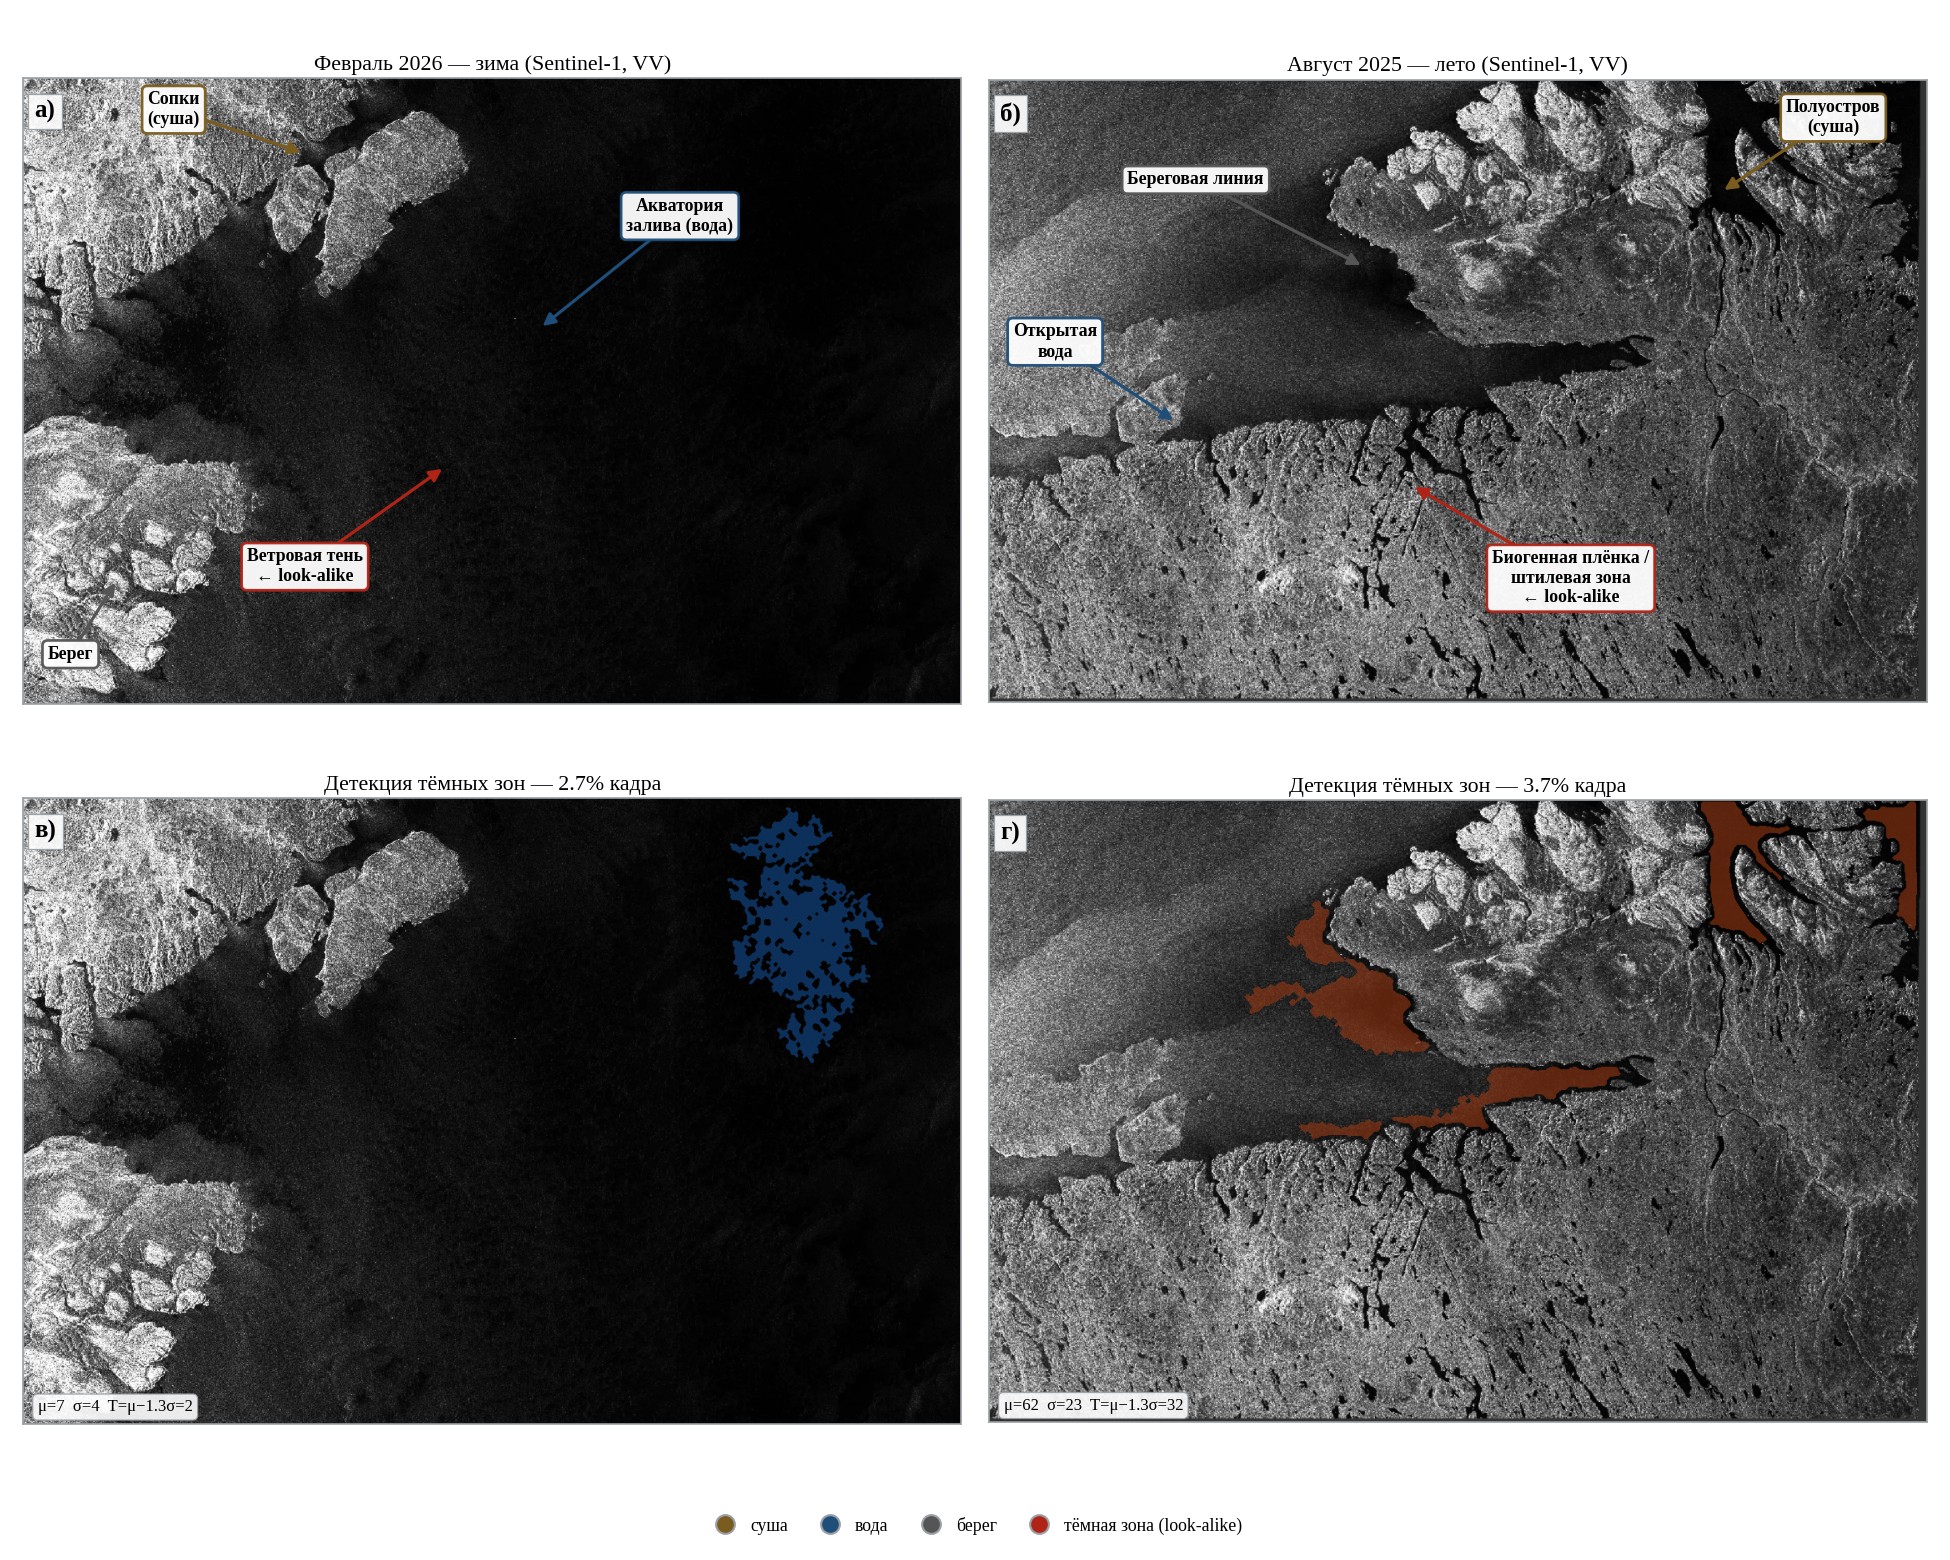 Февраль 2026 — зима (Sentinel-1, VV)
Август 2025 — лето (Sentinel-1, VV)
а)
Сопки
(суша)
Акватория
залива (вода)
Ветровая тень
← look-alike
Берег
б)
Полуостров
(суша)
Береговая линия
Открытая
вода
Биогенная плёнка /
штилевая зона
← look-alike
Детекция тёмных зон — 2.7% кадра
Детекция тёмных зон — 3.7% кадра
в)
μ=7 σ=4 T=μ−1.3σ=2
г)
μ=62 σ=23 T=μ−1.3σ=32
суша
вода
берег
тёмная зона (look-alike)